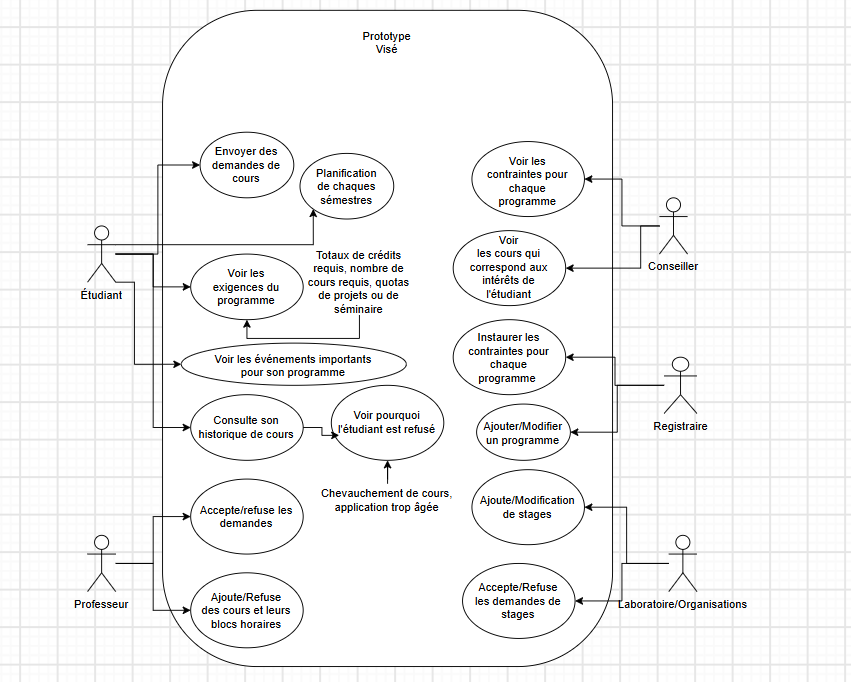 Prototype
Visé
Envoyer des
demandes de
cours
Planification
de chaques
sémestres
Voir les
contraintes pour
chaque
programme
Étudiant
Voir les
exigences du
programme
Totaux de crédits
requis, nombre de
cours requis, quotas
de projets ou de
séminaire
Voir
les cours qui
correspond aux
intérêts de
l'étudiant
Conseiller
Voir les événements importants
pour son programme
Instaurer les
contraintes pour
chaque
programme
Consulte son
historique de cours
Voir pourquoi
l'étudiant est refusé
Ajouter/Modifier
un programme
Registraire
Chevauchement de cours,
application trop âgée
Accepte/refuse les
demandes
Ajoute/Modification
de stages
Professeur
Ajoute/Refuse
des cours et leurs
blocs horaires
Accepte/Refuse
les demandes de
stages
Laboratoire/Organisations